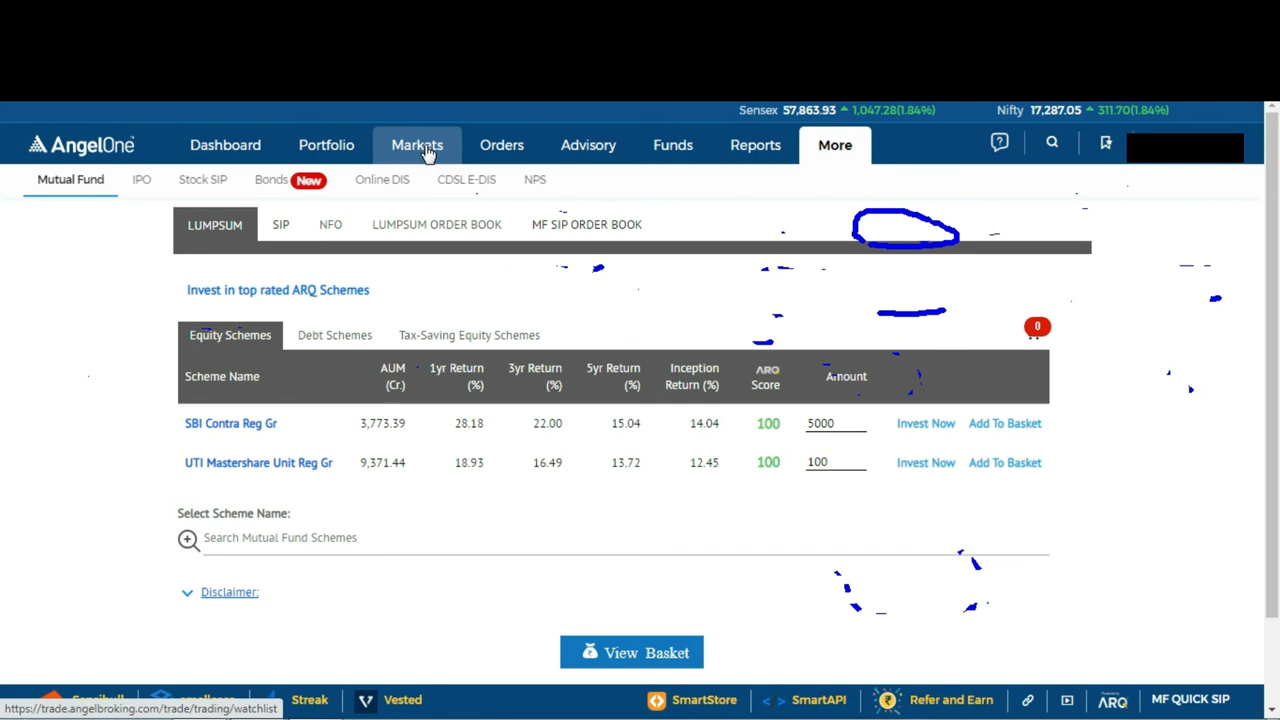 Sensex 57,863.93 1,047.28(1.84%) Nifty 17,287.05 311.70(1.84%)
AngelOne Dashboard Portfolio Markets Orders Advisory Funds Reports More
Mutual Fund IPO Stock SIP Bonds New Online DIS CDSL E-DIS NPS
LUMPSUM SIP NFO LUMPSUM ORDER BOOK MF SIP ORDER BOOK
Invest in top rated ARQ Schemes
0
Equity Schemes Debt Schemes Tax-Saving Equity Schemes
Scheme Name AUM (Cr.) 1yr Return (%) 3yr Return (%) 5yr Return (%) Inception Return (%) ARQ Score Amount
SBI Contra Reg Gr 3,773.39 28.18 22.00 15.04 14.04 100 5000 Invest Now Add To Basket
UTI Mastershare Unit Reg Gr 9,371.44 18.93 16.49 13.72 12.45 100 100 Invest Now Add To Basket
Select Scheme Name:
Search Mutual Fund Schemes
Disclaimer:
View Basket
Streak Vested SmartStore SmartAPI Refer and Earn ARQ MF QUICK SIP
https://trade.angelbroking.com/trade/trading/watchlist